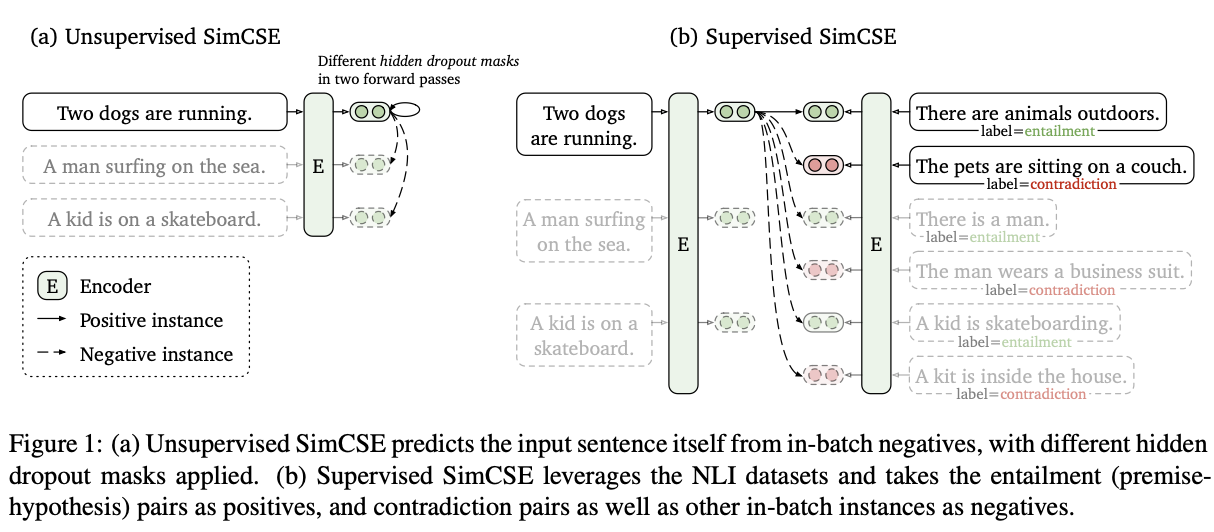 (a) Unsupervised SimCSE
Different hidden dropout masks
in two forward passes
Two dogs are running.
A man surfing on the sea.
A kid is on a skateboard.
E
E Encoder
Positive instance
Negative instance
(b) Supervised SimCSE
Two dogs
are running.
A man surfing
on the sea.
A kid is on a
skateboard.
E
E
There are animals outdoors.
label=entailment
The pets are sitting on a couch.
label=contradiction
There is a man.
label=entailment
The man wears a business suit.
label=contradiction
A kid is skateboarding.
label=entailment
A kit is inside the house.
label=contradiction
Figure 1: (a) Unsupervised SimCSE predicts the input sentence itself from in-batch negatives, with different hidden
dropout masks applied. (b) Supervised SimCSE leverages the NLI datasets and takes the entailment (premise-
hypothesis) pairs as positives, and contradiction pairs as well as other in-batch instances as negatives.